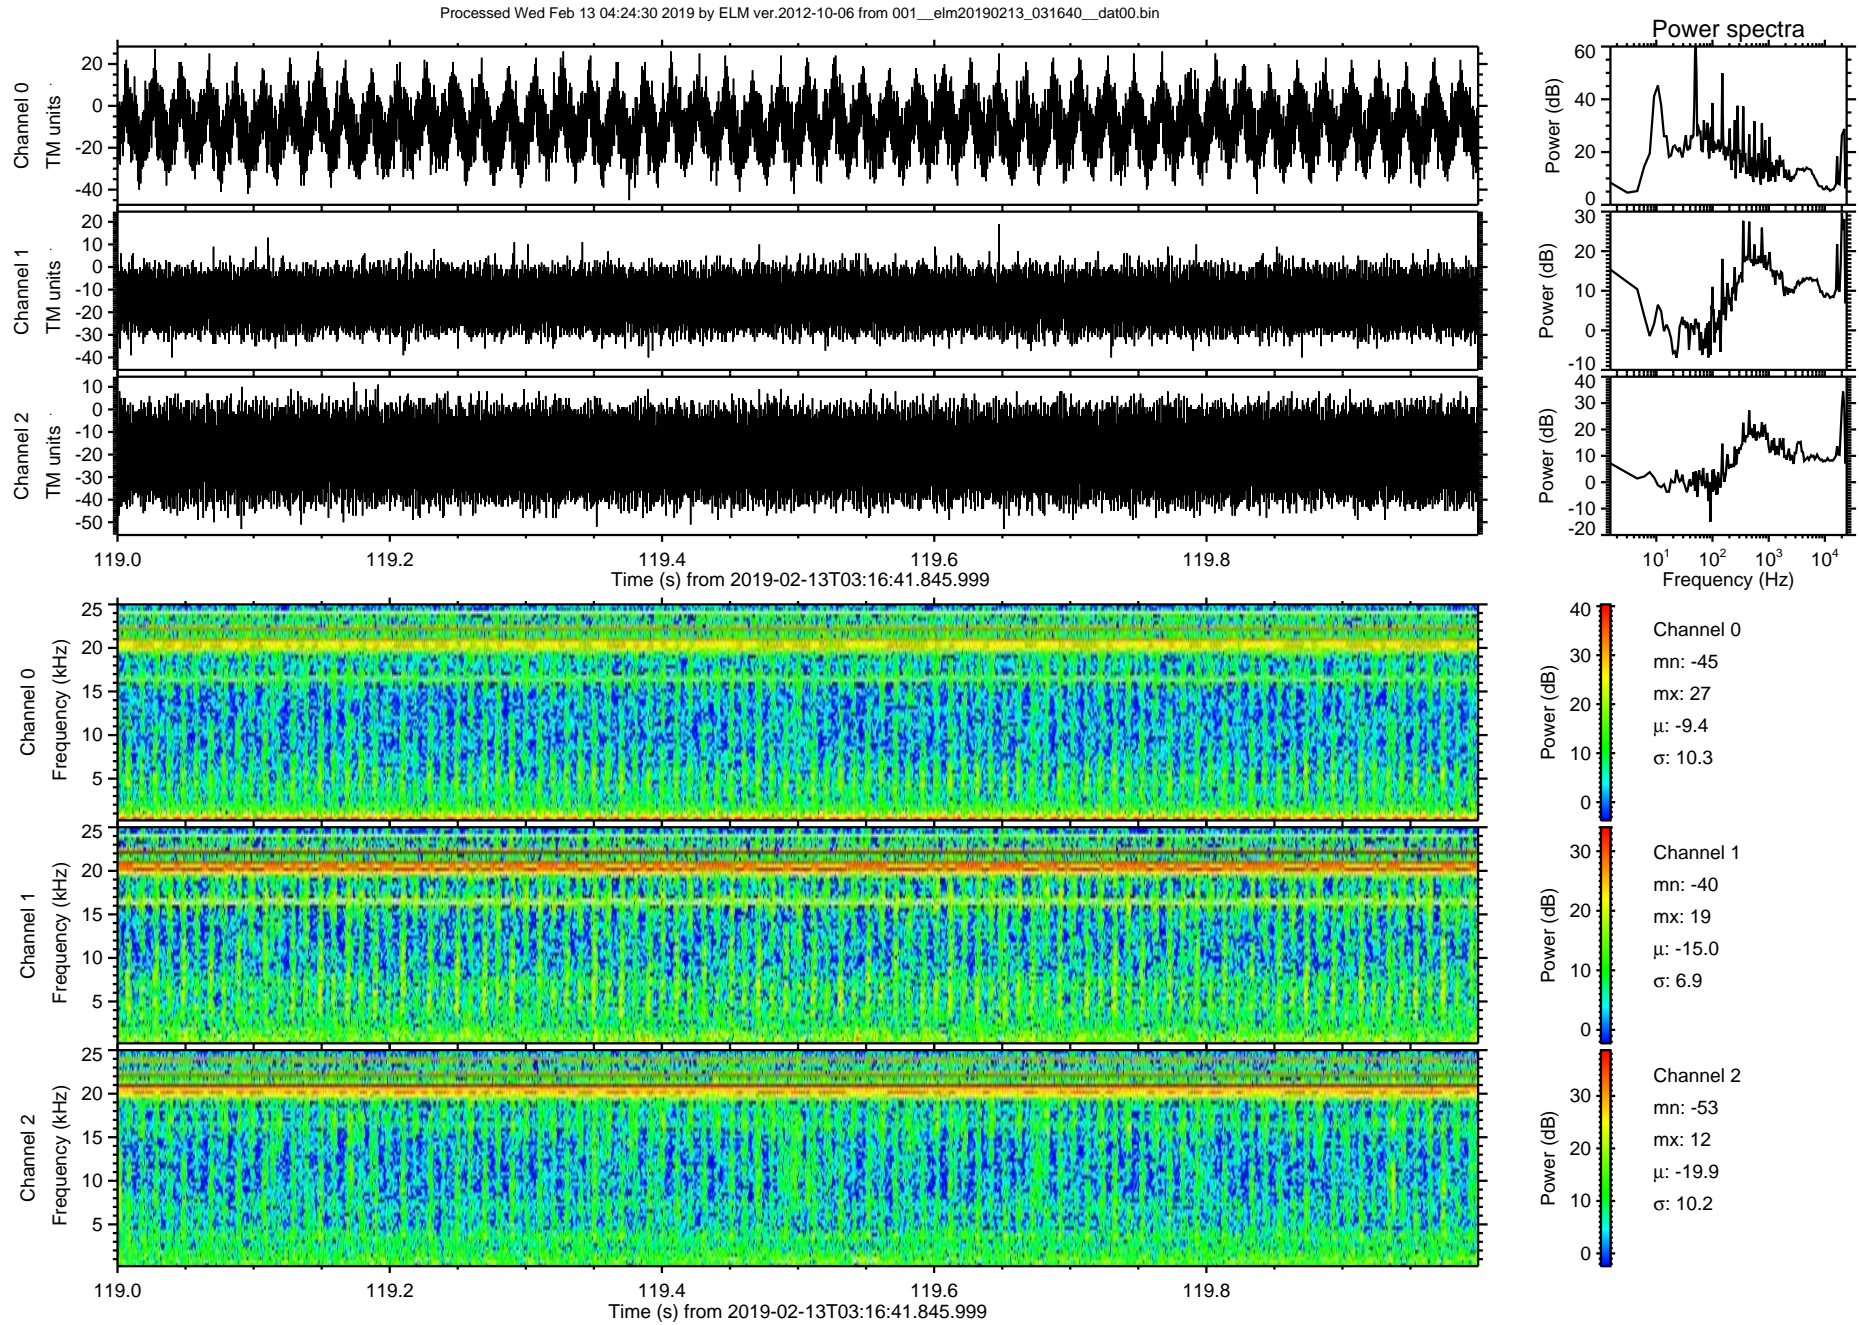 Processed Wed Feb 13 04:24:30 2019 by ELM ver.2012-10-06 from 001__elm20190213_031640__dat00.bin
Power spectra
Channel 0
TM units
20
0
-20
-40
Power (dB)
60
40
20
0
Channel 1
TM units
20
10
0
-10
-20
-30
-40
Power (dB)
30
20
10
0
-10
Channel 2
TM units
10
0
-10
-20
-30
-40
-50
Power (dB)
40
30
20
10
0
-10
-20
119.0 119.2 119.4 119.6 119.8
Time (s) from 2019-02-13T03:16:41.845.999
10¹ 10² 10³ 10⁴
Frequency (Hz)
Channel 0
Frequency (kHz)
25
20
15
10
5
Power (dB)
40
30
20
10
0
Channel 0
mn: -45
mx: 27
μ: -9.4
σ: 10.3
Channel 1
Frequency (kHz)
25
20
15
10
5
Power (dB)
30
20
10
0
Channel 1
mn: -40
mx: 19
μ: -15.0
σ: 6.9
Channel 2
Frequency (kHz)
25
20
15
10
5
Power (dB)
30
20
10
0
Channel 2
mn: -53
mx: 12
μ: -19.9
σ: 10.2
119.0 119.2 119.4 119.6 119.8
Time (s) from 2019-02-13T03:16:41.845.999